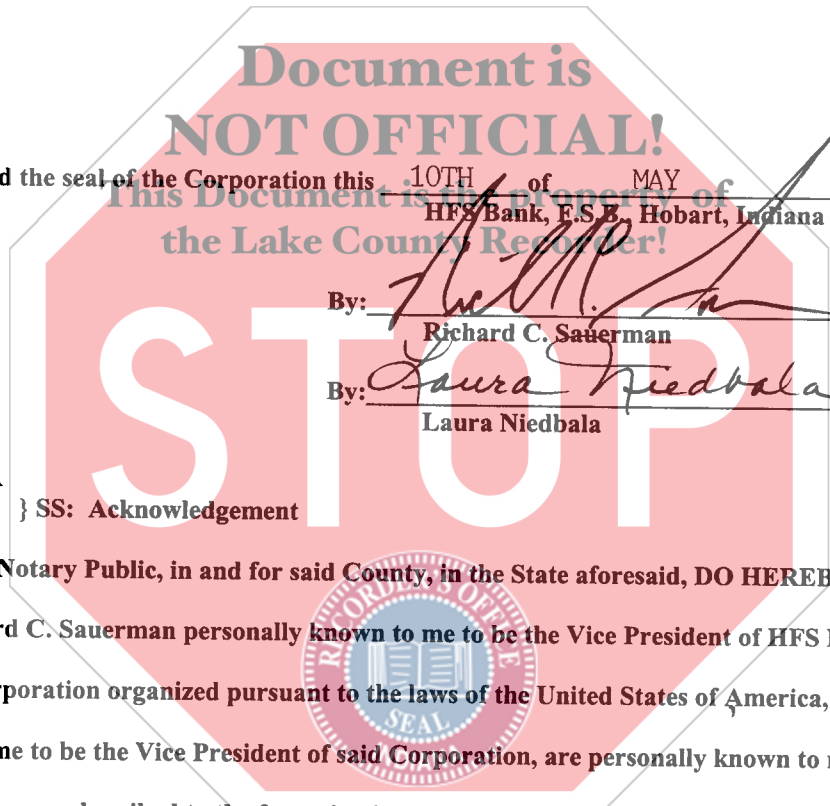 Document is
NOT OFFICIAL!
d the seal of the Corporation this 10TH of MAY
This Document is the property of
HFS Bank, F.S.B., Hobart, Indiana
the Lake County Recorder!
By:
Richard C. Sauerman
By: Laura Niedbala
Laura Niedbala
STOP
} SS: Acknowledgement
Notary Public, in and for said County, in the State aforesaid, DO HEREB
rd C. Sauerman personally known to me to be the Vice President of HFS
RECORDER'S OFFICE
rporation organized pursuant to the laws of the United States of America,
SEAL
me to be the Vice President of said Corporation, are personally known to
INDIANA